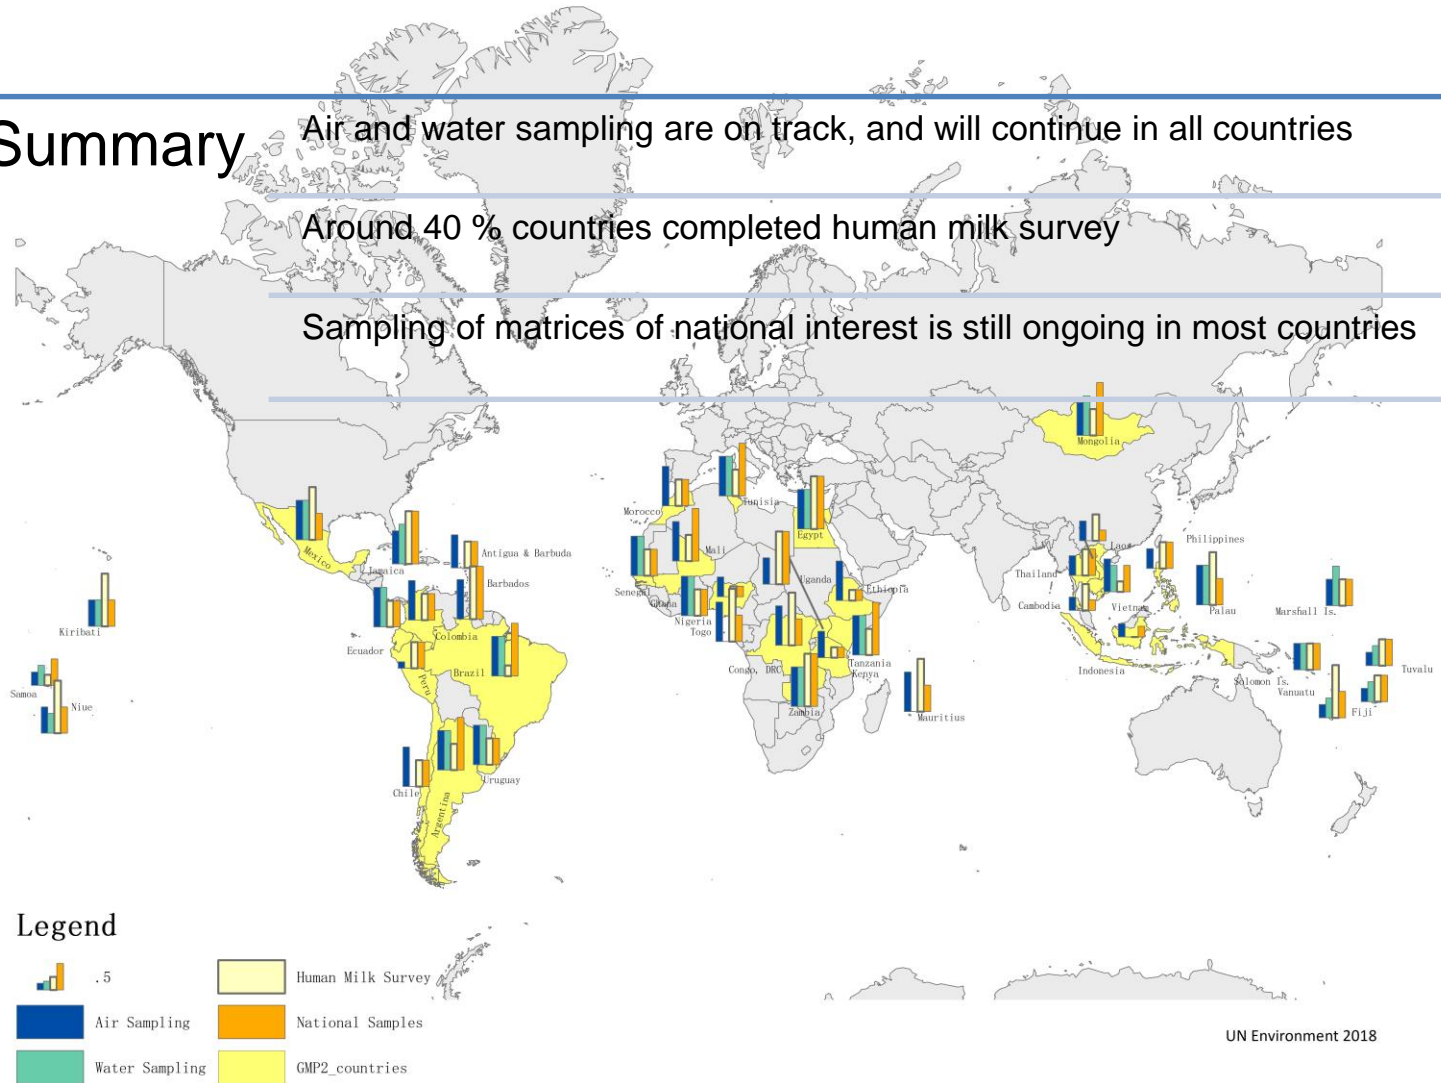 Summary
Air and water sampling are on track, and will continue in all countries
Around 40 % countries completed human milk survey
Sampling of matrices of national interest is still ongoing in most countries
Mongolia
Morocco
Tunisia
Egypt
Mexico
Jamaica
Antigua & Barbuda
Barbados
Mali
Senegal
Ghana
Nigeria
Togo
Uganda
Ethiopia
Laos
Philippines
Thailand
Cambodia
Vietnam
Palau
Marshall Is.
Kiribati
Colombia
Ecuador
Brazil
Peru
Congo, DRC
Tanzania
Kenya
Zambia
Mauritius
Indonesia
Solomon Is.
Vanuatu
Tuvalu
Fiji
Samoa
Niue
Chile
Argentina
Uruguay
Legend
.5
Human Milk Survey
Air Sampling
National Samples
Water Sampling
GMP2_countries
UN Environment 2018